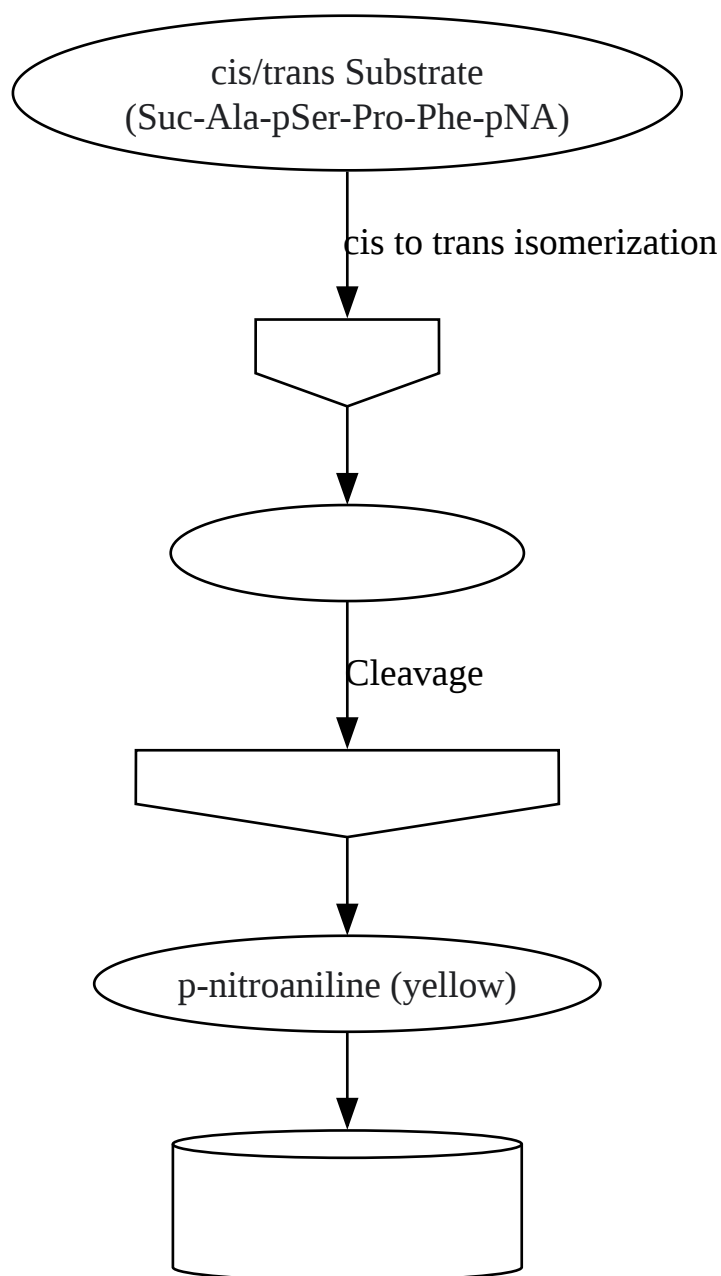 cis/trans Substrate
(Suc-Ala-pSer-Pro-Phe-pNA)
cis to trans isomerization
Cleavage
p-nitroaniline (yellow)